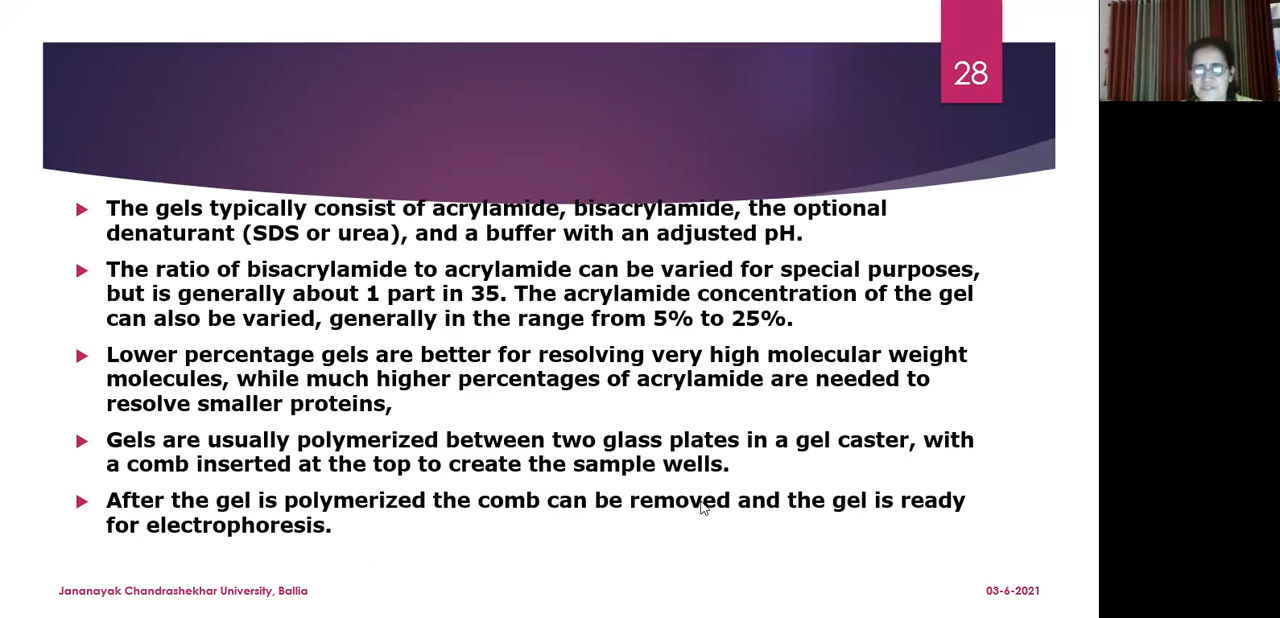 28
The gels typically consist of acrylamide, bisacrylamide, the optional
denaturant (SDS or urea), and a buffer with an adjusted pH.
The ratio of bisacrylamide to acrylamide can be varied for special purposes,
but is generally about 1 part in 35. The acrylamide concentration of the gel
can also be varied, generally in the range from 5% to 25%.
Lower percentage gels are better for resolving very high molecular weight
molecules, while much higher percentages of acrylamide are needed to
resolve smaller proteins,
Gels are usually polymerized between two glass plates in a gel caster, with
a comb inserted at the top to create the sample wells.
After the gel is polymerized the comb can be removed and the gel is ready
for electrophoresis.
Jananayak Chandrashekhar University, Ballia
03-6-2021